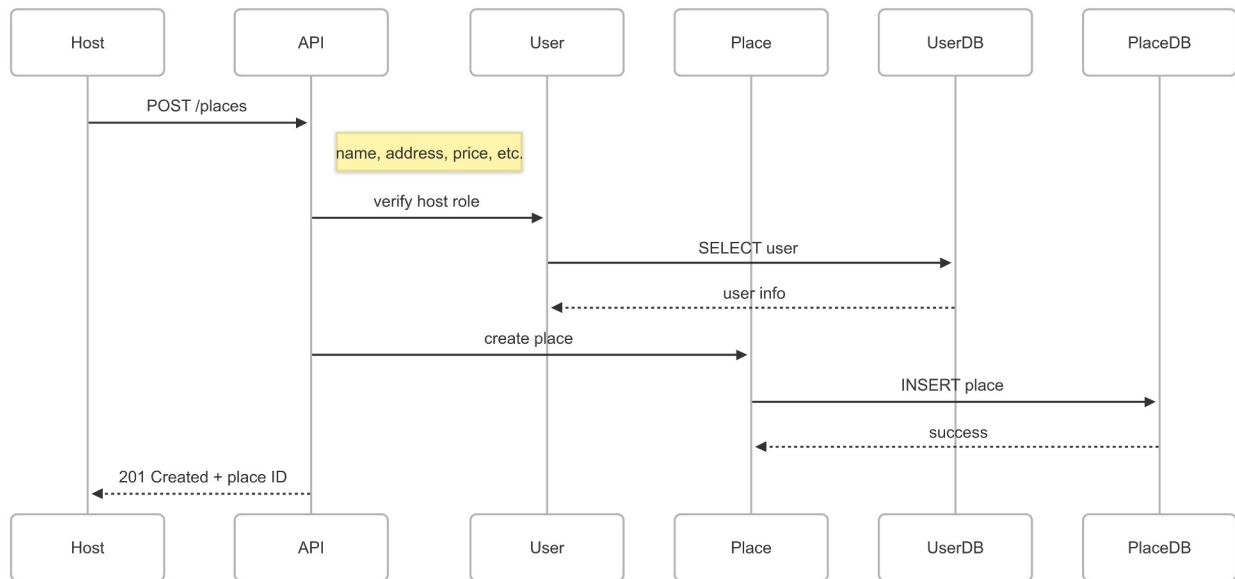 Host
API
User
Place
UserDB
PlaceDB
POST /places
name, address, price, etc.
verify host role
SELECT user
user info
create place
INSERT place
success
201 Created + place ID
Host
API
User
Place
UserDB
PlaceDB